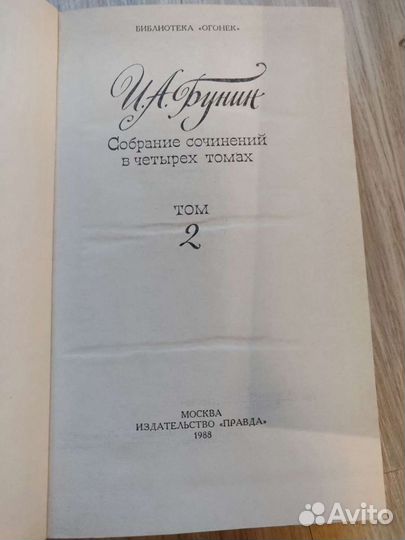 БИБЛИОТЕКА «ОГОНЕК»
И.А.Бунин
Собрание сочинений
в четырех томах
ТОМ
2
МОСКВА
ИЗДАТЕЛЬСТВО «ПРАВДА»
1988
Avito